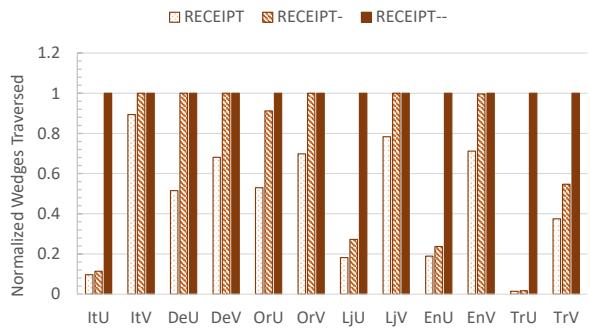 RECEIPT RECEIPT- RECEIPT--
Normalized Wedges Traversed
1.2
1
0.8
0.6
0.4
0.2
0
ItU ItV DeU DeV OrU OrV LjU LjV EnU EnV TrU TrV